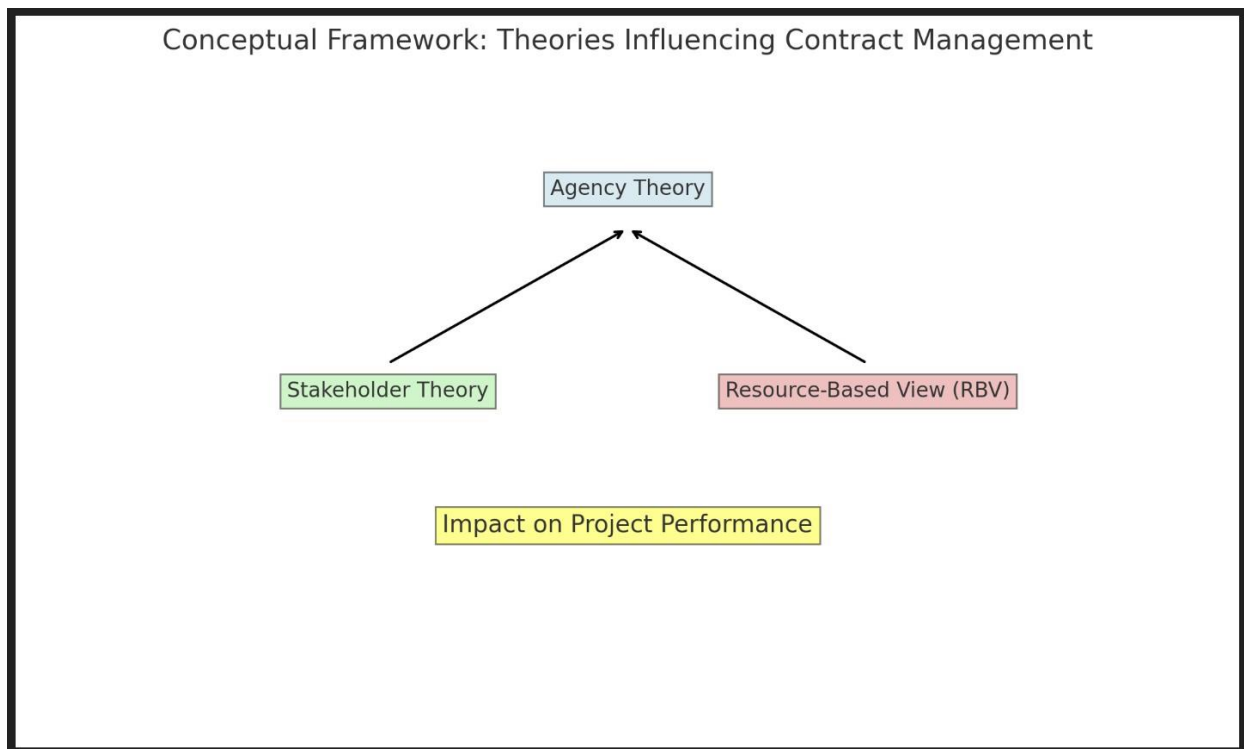 Conceptual Framework: Theories Influencing Contract Management
Agency Theory
Stakeholder Theory
Resource-Based View (RBV)
Impact on Project Performance